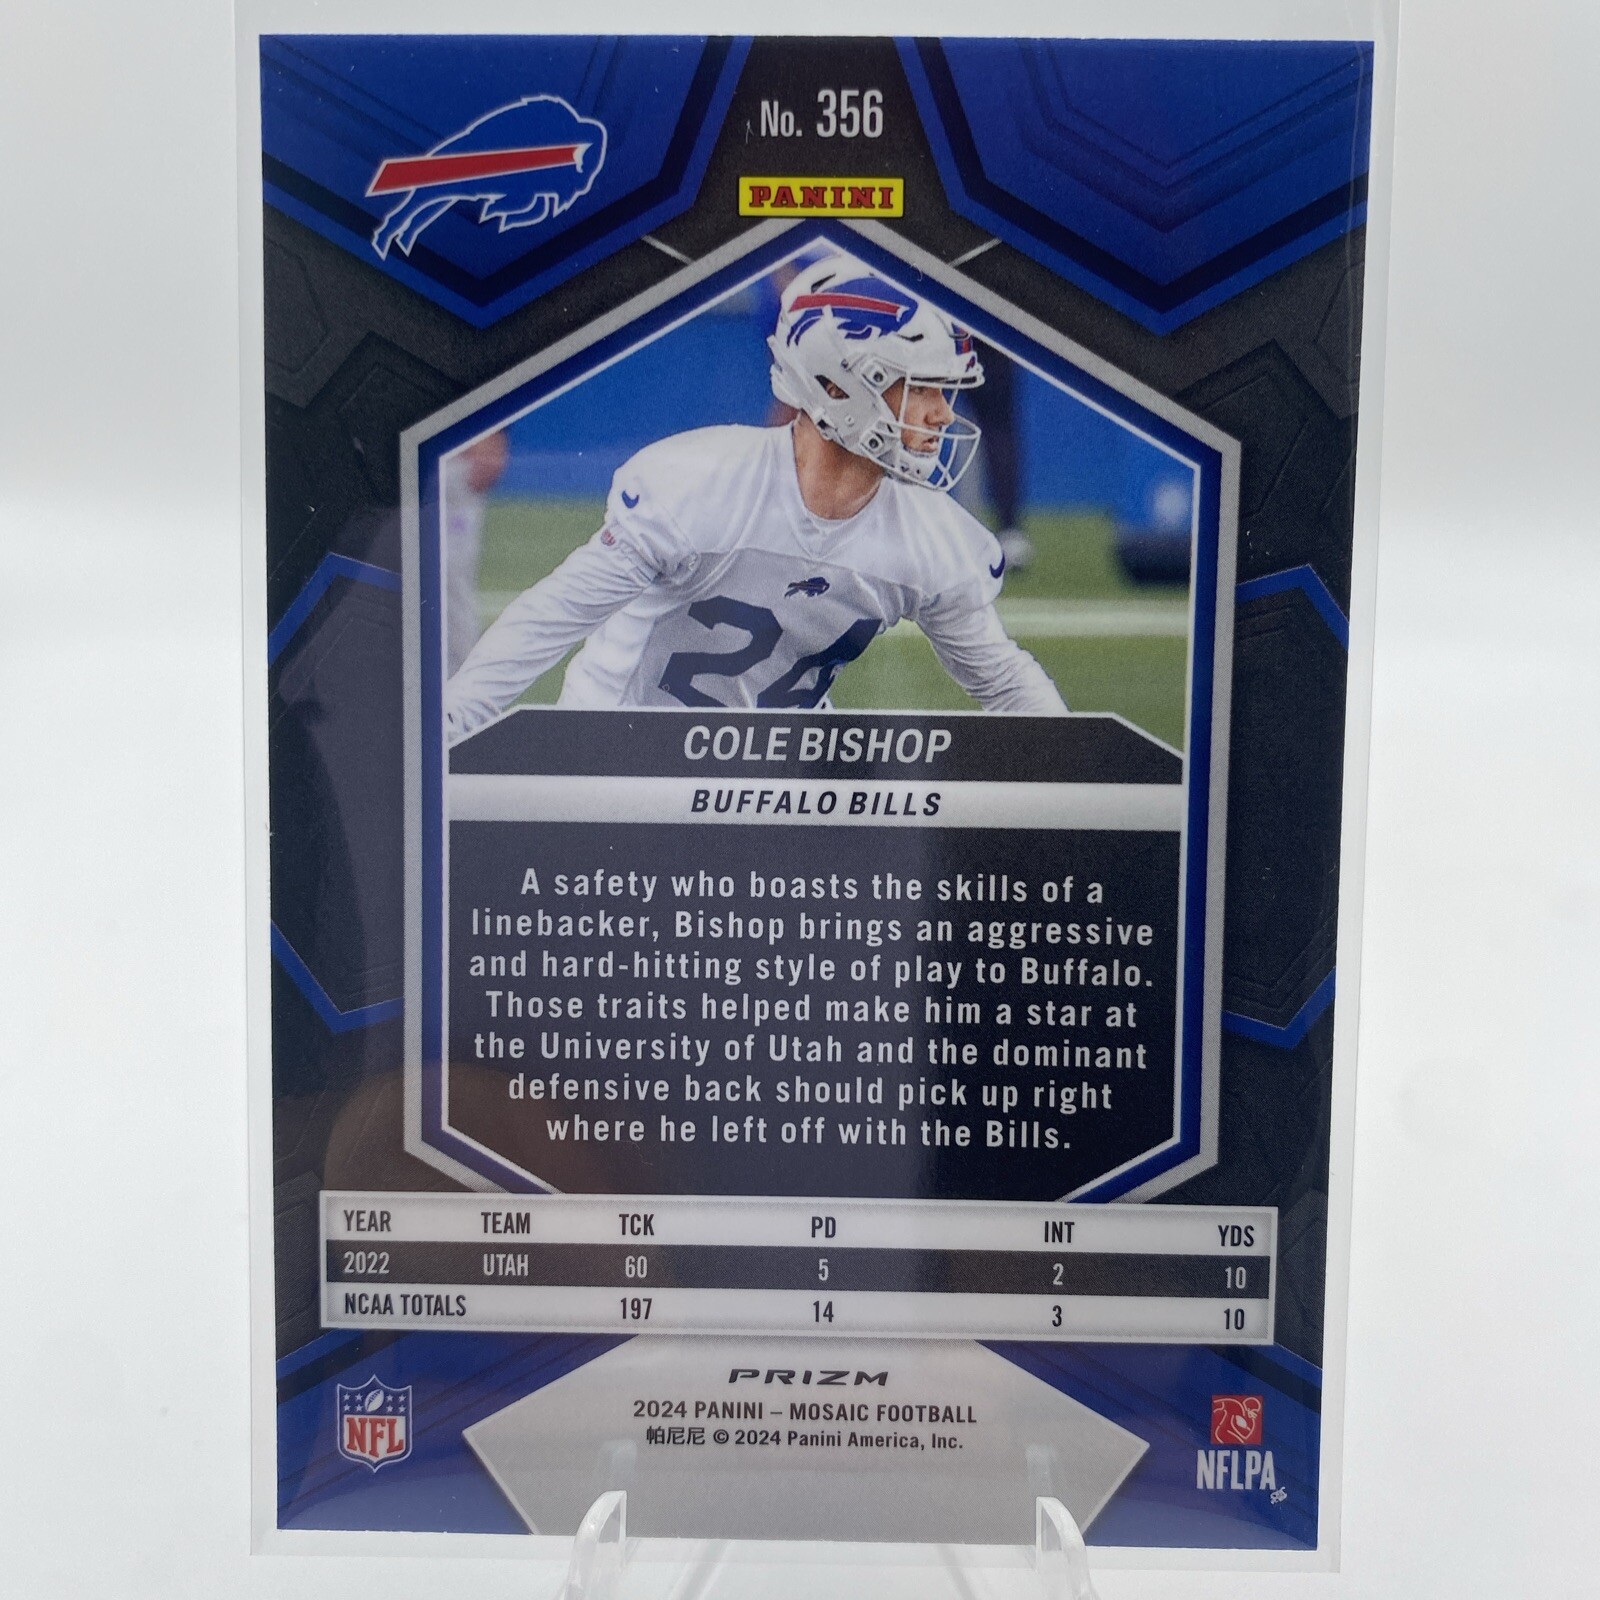 No. 356
PANINI
24
COLE BISHOP
BUFFALO BILLS
A safety who boasts the skills of a
linebacker, Bishop brings an aggressive
and hard-hitting style of play to Buffalo.
Those traits helped make him a star at
the University of Utah and the dominant
defensive back should pick up right
where he left off with the Bills.
YEAR TEAM TCK PD INT YDS
2022 UTAH 60 5 2 10
NCAA TOTALS 197 14 3 10
PRIZM
2024 PANINI – MOSAIC FOOTBALL
帕尼尼 © 2024 Panini America, Inc.
NFL
NFLPA